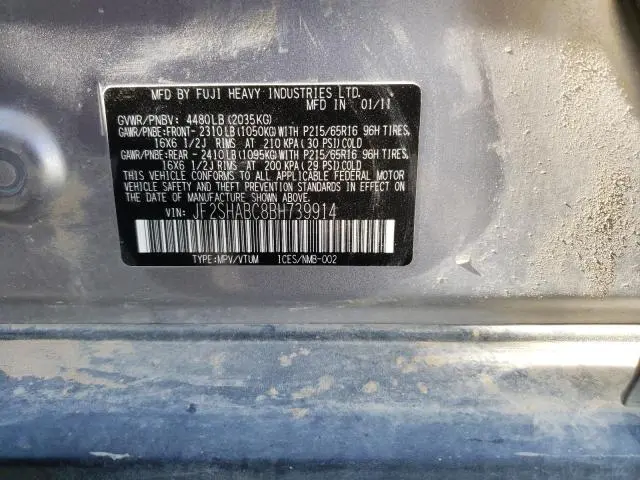 MFD BY FUJI HEAVY INDUSTRIES LTD.
MFD IN 01/11
GVWR/PNBV: 4480LB(2035KG)
GAWR/PNBE:FRONT- 2310LB(1050KG)WITH P215/65R16 96H TIRES,
16X6 1/2J RIMS AT 210 KPA(30 PSI)COLD
GAWR/PNBE:REAR - 2410LB(1095KG)WITH P215/65R16 96H TIRES,
16X6 1/2J RIMS AT 200 KPA(29 PSI)COLD
THIS VEHICLE CONFORMS TO ALL APPLICABLE FEDERAL MOTOR
VEHICLE SAFETY AND THEFT PREVENTION STANDARDS IN EFFECT
ON THE DATE OF MANUFACTURE SHOWN ABOVE.
VIN: JF2SHABC8BH739914
TYPE:MPV/VTUM ICES/NMB-002